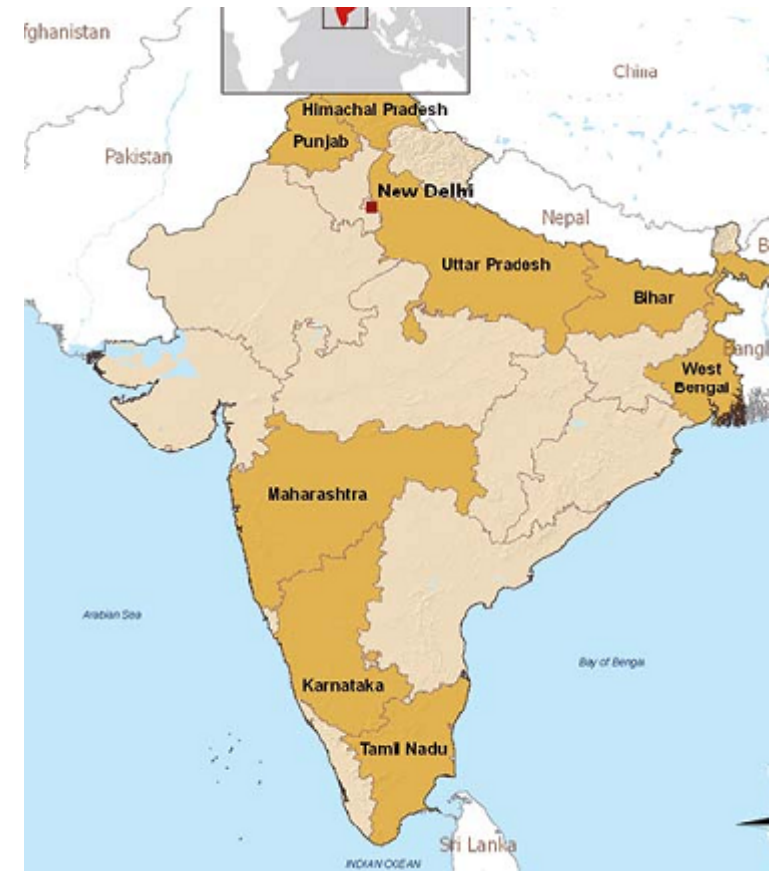 fghanistan
China
Himachal Pradesh
Punjab
Pakistan
New Delhi
Nepal
B
Uttar Pradesh
Bihar
Bangl
West
Bengal
Maharashtra
Arabian Sea
Bay of Bengal
Karnataka
Tamil Nadu
Sri Lanka
INDIAN OCEAN